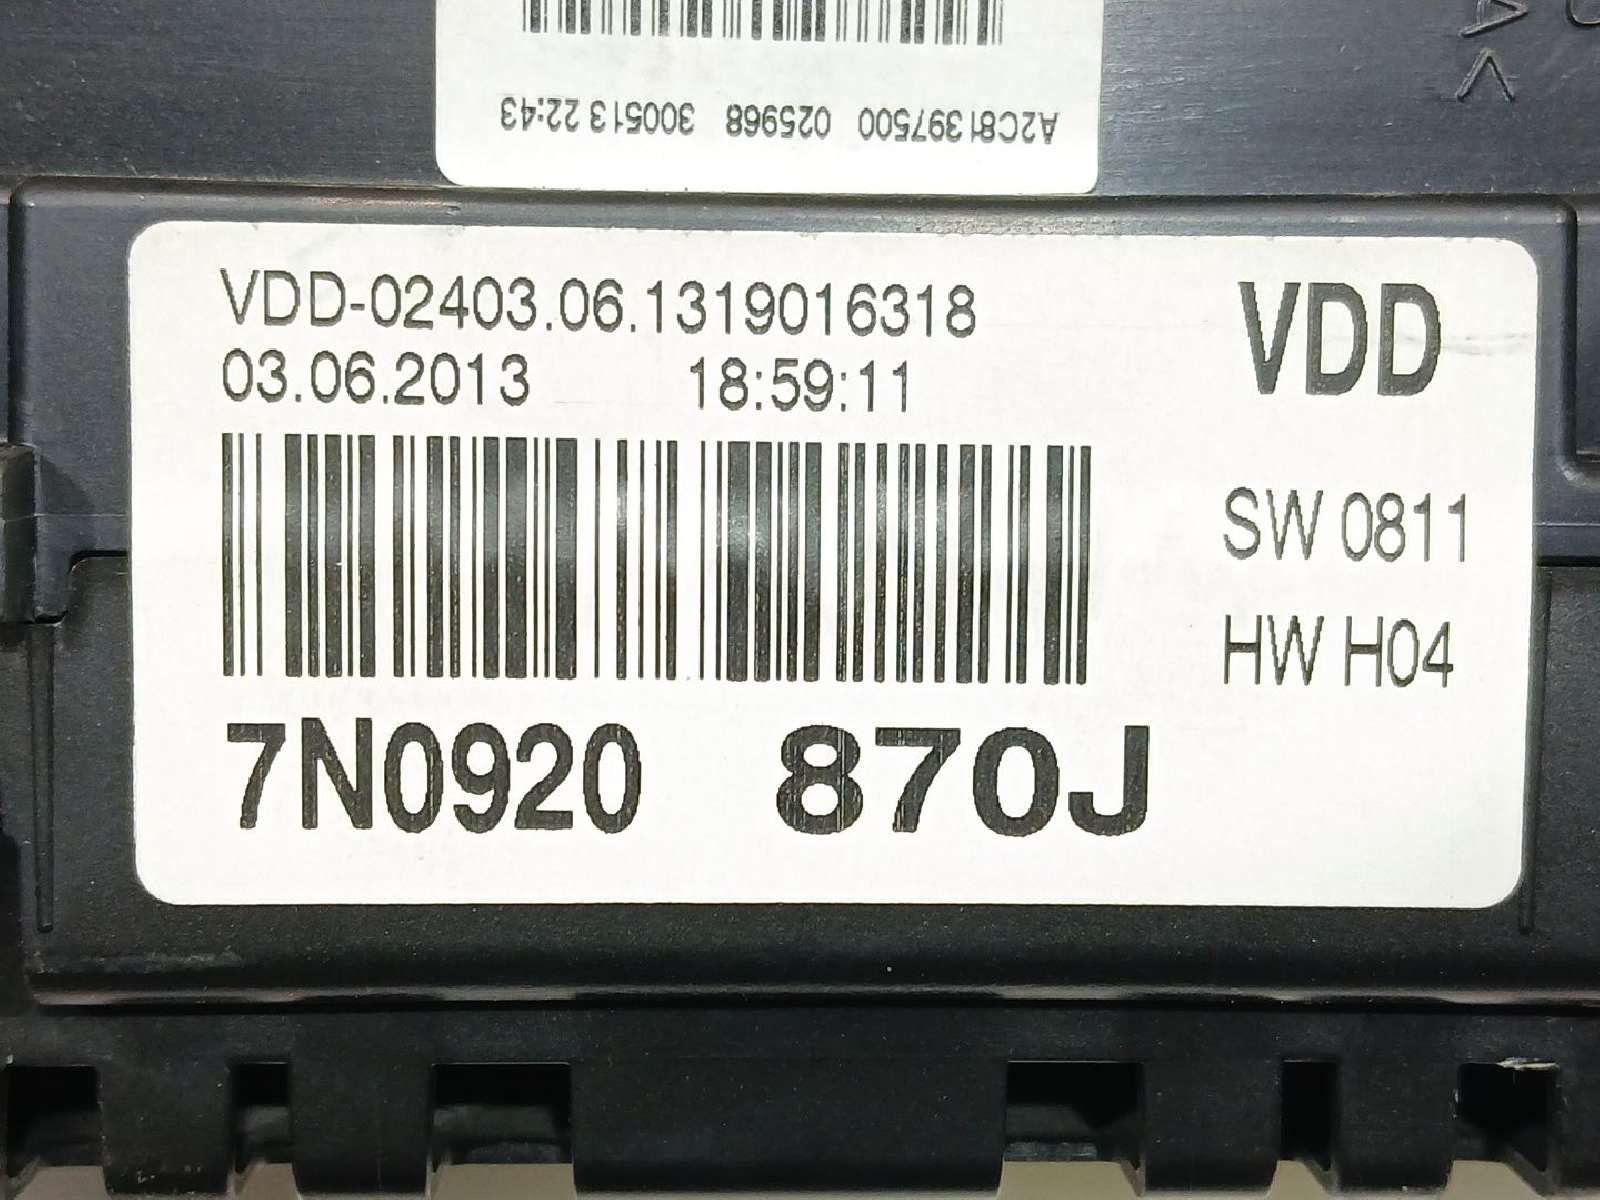 A2C81397500 025968 300513 22:43
VDD-02403.06.1319016318
03.06.2013 18:59:11
VDD
SW 0811
HW H04
7N0920 870J